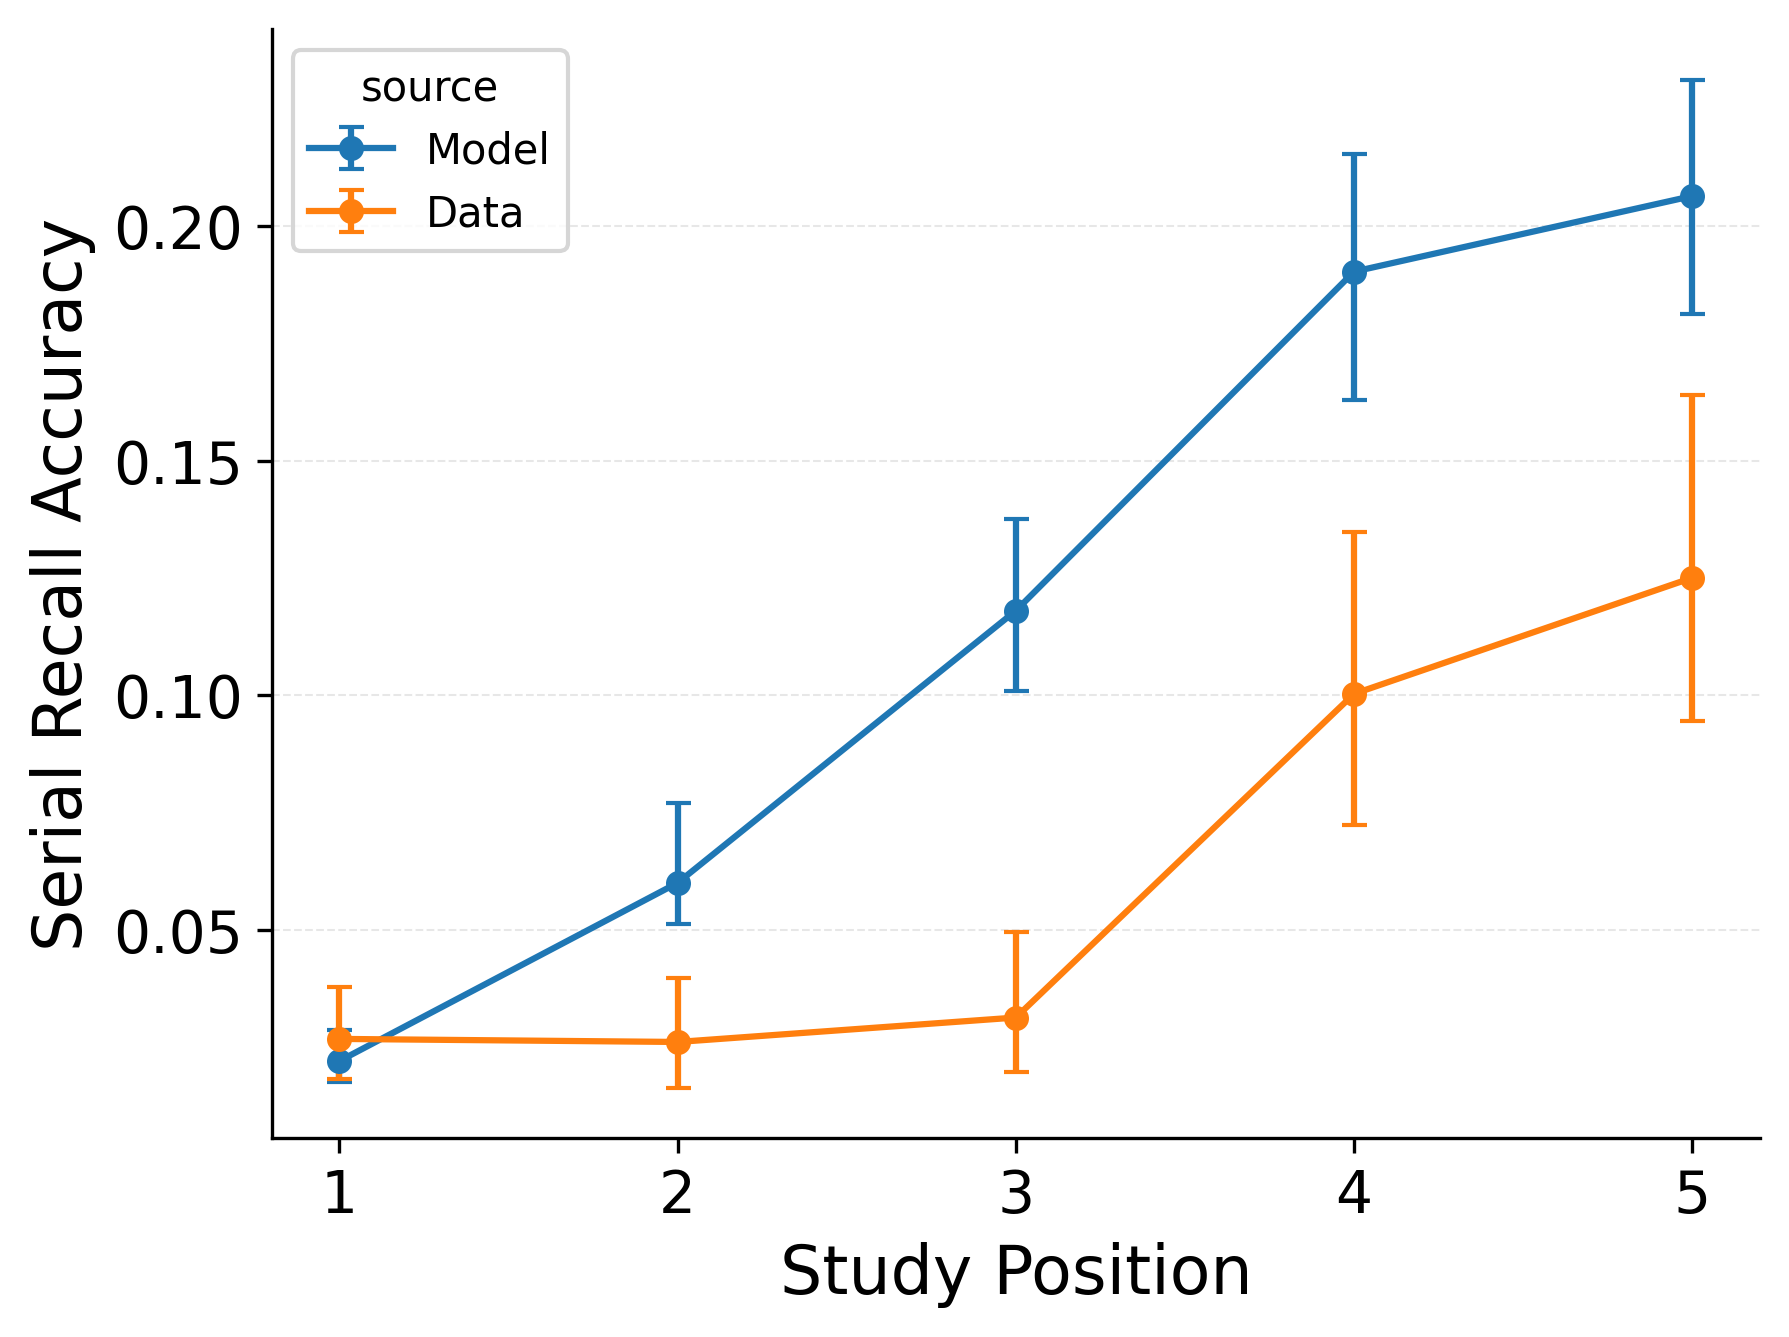 source
Model
Data
Serial Recall Accuracy
0.20
0.15
0.10
0.05
1 2 3 4 5
Study Position